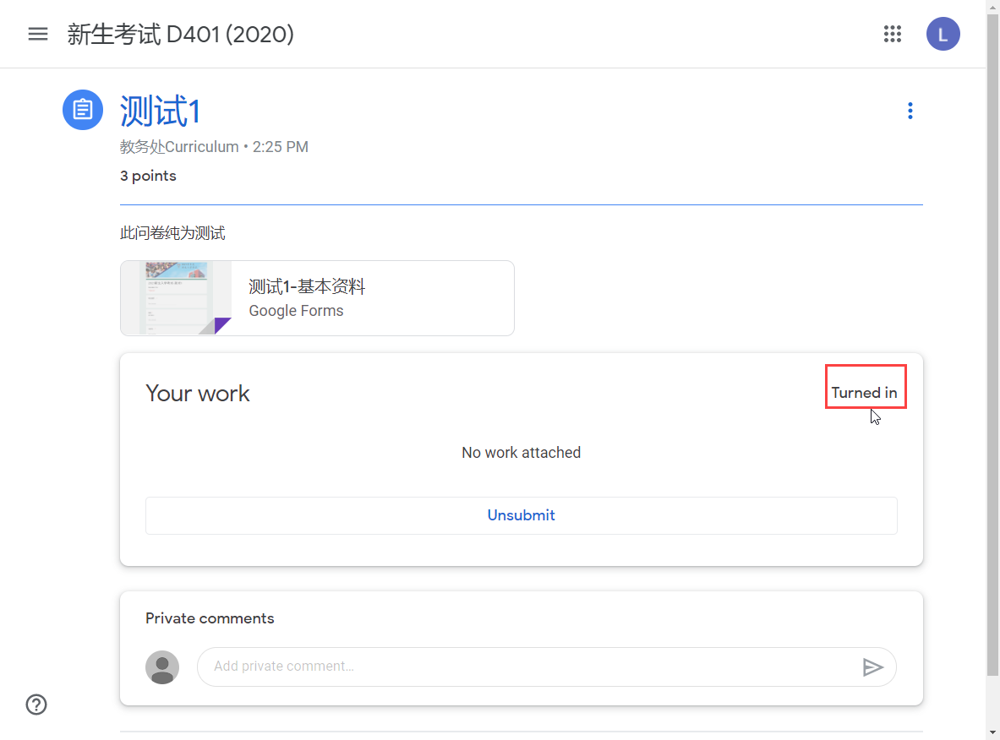 新生考试 D401 (2020)
L
测试1
教务处Curriculum • 2:25 PM
3 points
此问卷纯为测试
测试1-基本资料
Google Forms
Your work
Turned in
No work attached
Unsubmit
Private comments
Add private comment...